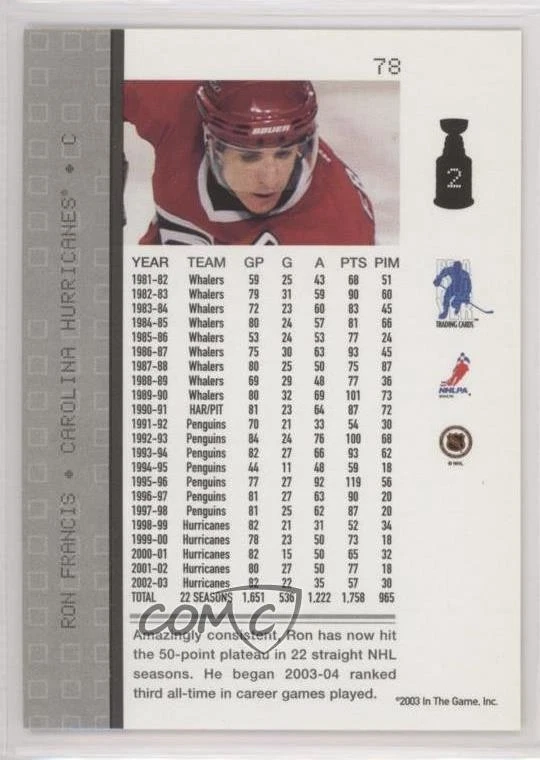 78
BAUER
2
RON FRANCIS • CAROLINA HURRICANES® • C
YEAR TEAM GP G A PTS PIM
1981-82 Whalers 59 25 43 68 51
1982-83 Whalers 79 31 59 90 60
1983-84 Whalers 72 23 60 83 45
1984-85 Whalers 80 24 57 81 66
1985-86 Whalers 53 24 53 77 24
1986-87 Whalers 75 30 63 93 45
1987-88 Whalers 80 25 50 75 87
1988-89 Whalers 69 29 48 77 36
1989-90 Whalers 80 32 69 101 73
1990-91 HAR/PIT 81 23 64 87 72
1991-92 Penguins 70 21 33 54 30
1992-93 Penguins 84 24 76 100 68
1993-94 Penguins 82 27 66 93 62
1994-95 Penguins 44 11 48 59 18
1995-96 Penguins 77 27 92 119 56
1996-97 Penguins 81 27 63 90 20
1997-98 Penguins 81 25 62 87 20
1998-99 Hurricanes 82 21 31 52 34
1999-00 Hurricanes 78 23 50 73 18
2000-01 Hurricanes 82 15 50 65 32
2001-02 Hurricanes 80 27 50 77 18
2002-03 Hurricanes 82 22 35 57 30
TOTAL 22 SEASONS 1,651 536 1,222 1,758 965
COMC
Amazingly consistent, Ron has now hit
the 50-point plateau in 22 straight NHL
seasons. He began 2003-04 ranked
third all-time in career games played.
TRADING CARDS™
NHLPA
© NHL
©2003 In The Game, Inc.